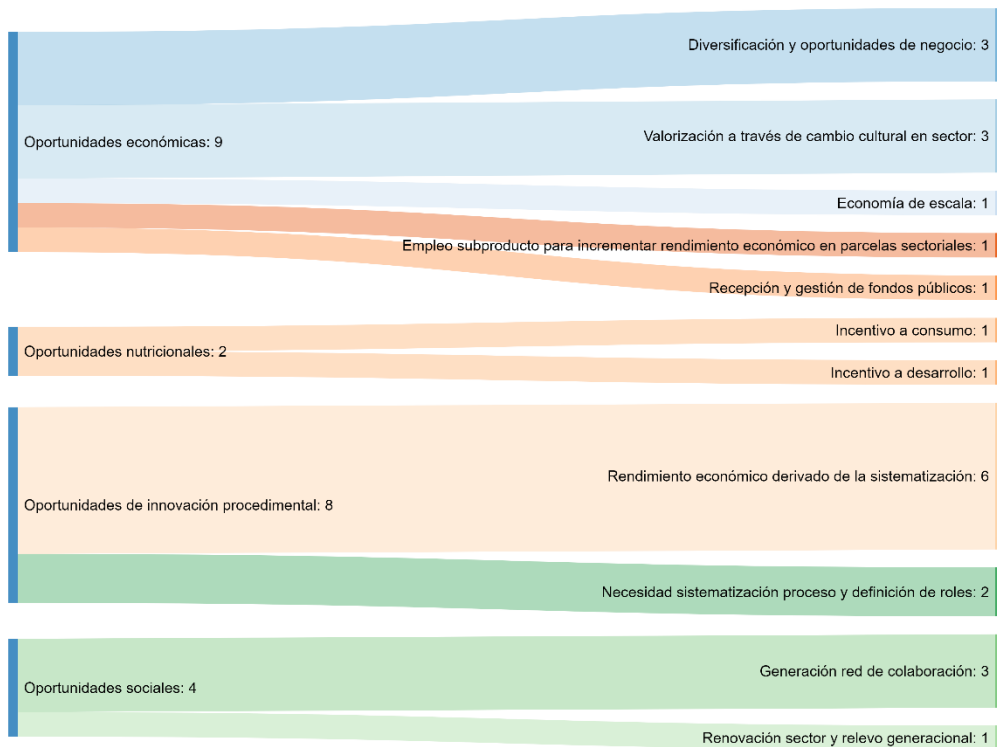 Diversificación y oportunidades de negocio: 3
Oportunidades económicas: 9
Valorización a través de cambio cultural en sector: 3
Economía de escala: 1
Empleo subproducto para incrementar rendimiento económico en parcelas sectoriales: 1
Recepción y gestión de fondos públicos: 1
Oportunidades nutricionales: 2
Incentivo a consumo: 1
Incentivo a desarrollo: 1
Oportunidades de innovación procedimental: 8
Rendimiento económico derivado de la sistematización: 6
Necesidad sistematización proceso y definición de roles: 2
Oportunidades sociales: 4
Generación red de colaboración: 3
Renovación sector y relevo generacional: 1